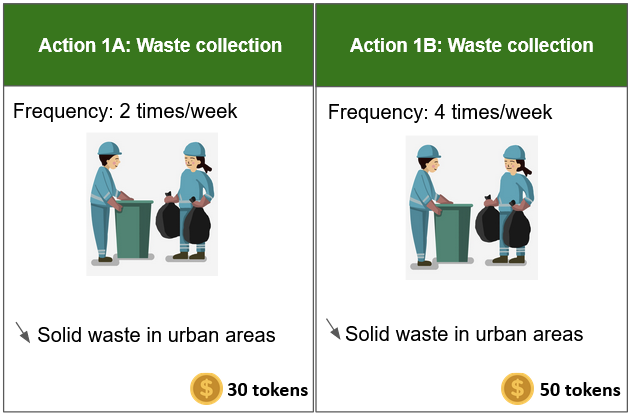 Action 1A: Waste collection
Frequency: 2 times/week
Solid waste in urban areas
$ 30 tokens
Action 1B: Waste collection
Frequency: 4 times/week
Solid waste in urban areas
$ 50 tokens